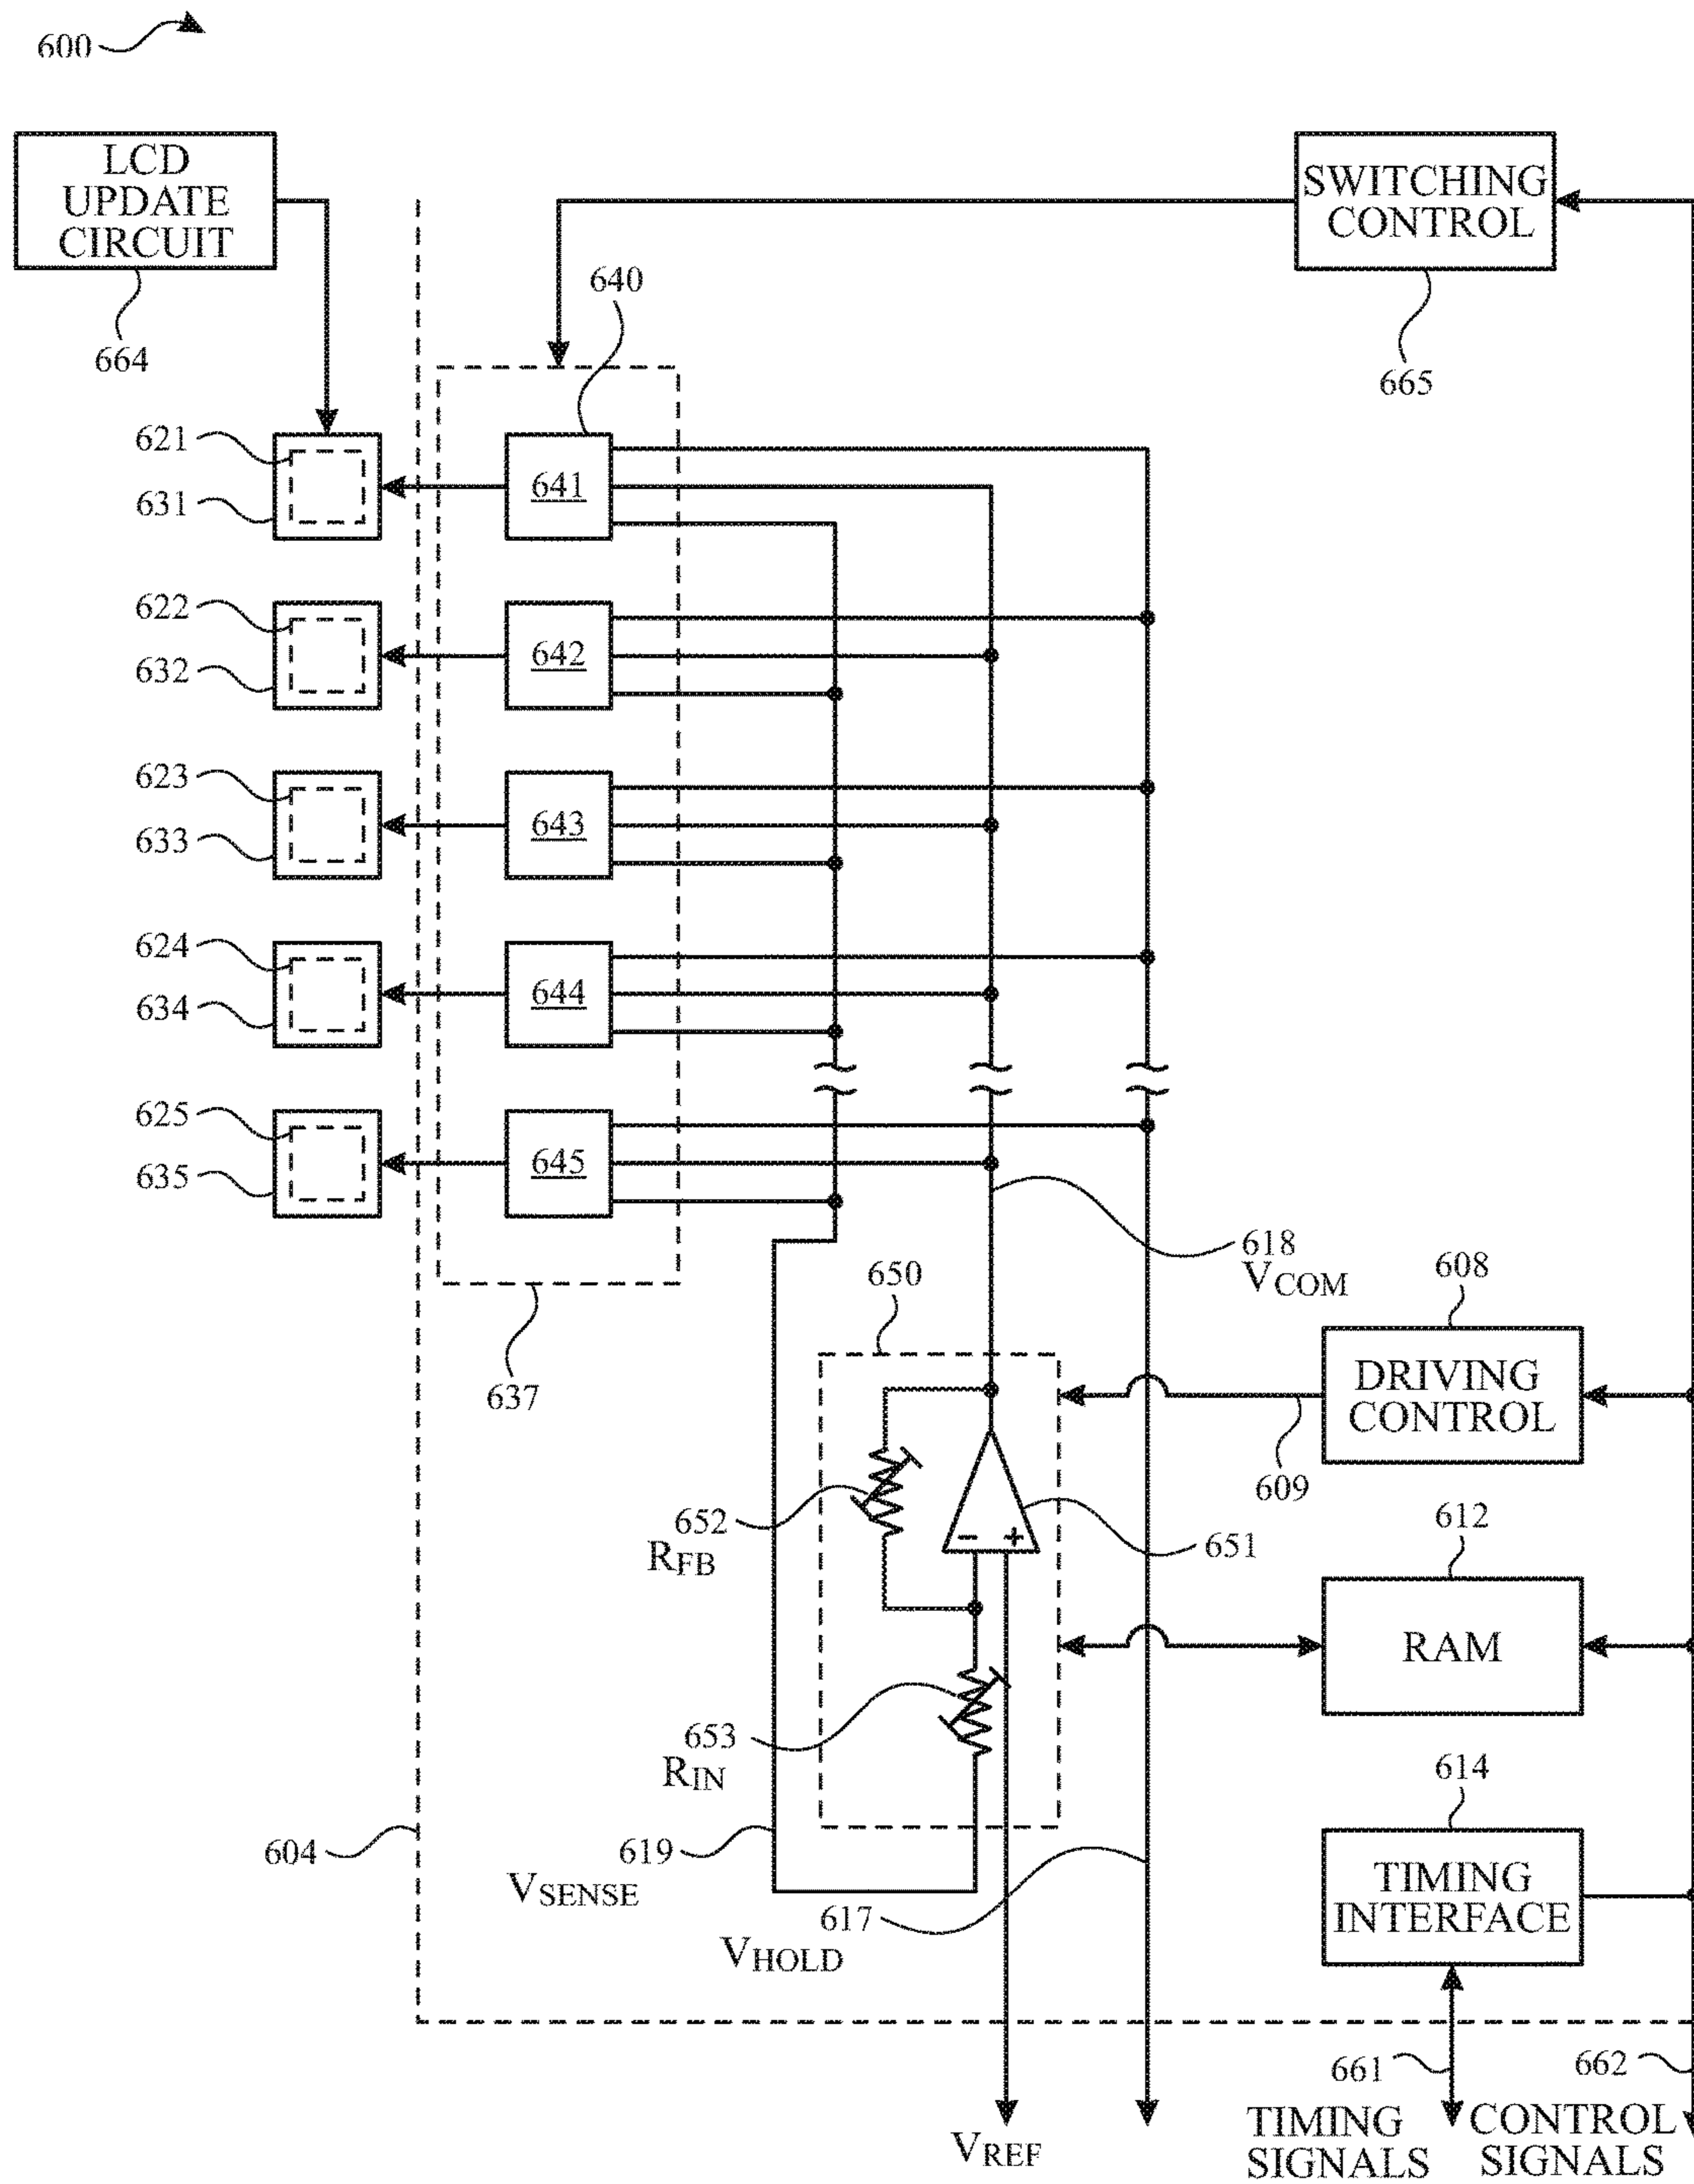 600
LCD
UPDATE
CIRCUIT
664
SWITCHING
CONTROL
665
640
621
631
641
622
632
642
623
633
643
624
634
644
625
635
645
637
618
VCOM
650
608
DRIVING
CONTROL
609
652
RFB
651
612
RAM
653
RIN
614
TIMING
INTERFACE
604
619
VSENSE
617
VHOLD
661
662
VREF
TIMING
SIGNALS
CONTROL
SIGNALS